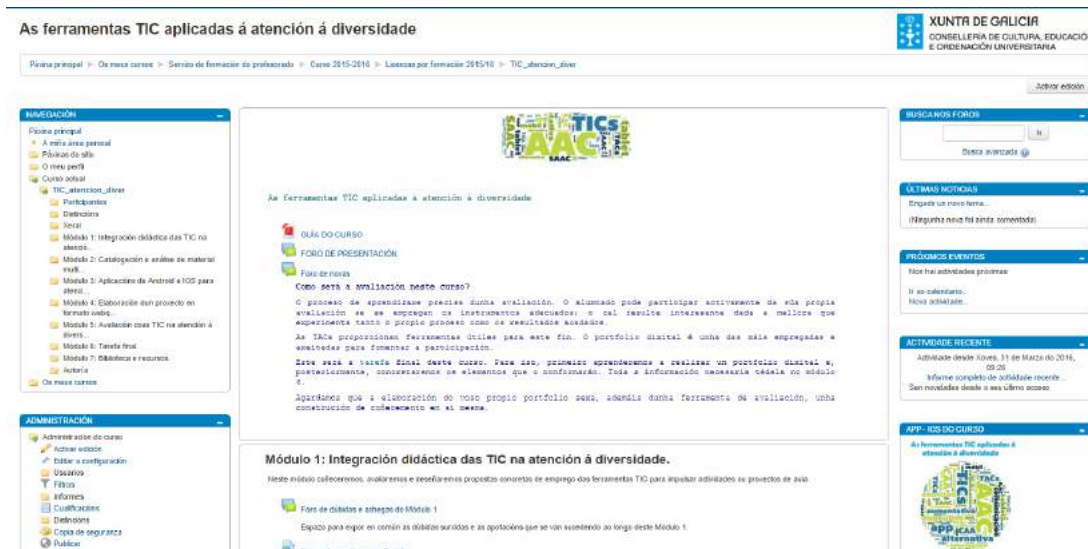 As ferramentas TIC aplicadas á atención á diversidade
XUNTA DE GALICIA
CONSELLERÍA DE CULTURA, EDUCACIÓ
E ORDENACIÓN UNIVERSITARIA
Páxina principal ► Os meus cursos ► Servizo de formación do profesorado ► Curso 2015-2016 ► Licenzas por formación 2015/16 ► TIC_atencion_diver
Activar edición
NAVEGACIÓN
Páxina principal
A miña área persoal
Páxinas do sitio
O meu perfil
Curso actual
TIC_atencion_diver
Participantes
Distincións
Xeral
Módulo 1: Integración didáctica das TIC na
atenció...
Módulo 2: Catalogación e análise de material
multi...
Módulo 3: Aplicacións de Android e IOS para
atenci...
Módulo 4: Elaboración dun proxecto en
formato webq...
Módulo 5: Avaliación coas TIC na atención á
divers...
Módulo 6: Tarefa final
Módulo 7: Biblioteca e recursos.
Autoría
Os meus cursos
ADMINISTRACIÓN
Administración do curso
Activar edición
Editar a configuración
Usuarios
Filtros
Informes
Cualificacións
Distincións
Copia de seguranza
Publicar
TICs
AAC
SAAC
tablet
TACs
As ferramentas TIC aplicadas á atención á diversidade
GUÍA DO CURSO
FORO DE PRESENTACIÓN
Foro de novas
Como será a avaliación neste curso?
O proceso de aprendizaxe precisa dunha avaliación. O alumnado pode participar activamente da súa propia
avaliación se se empregan os instrumentos adecuados; o cal resulta interesante dada a mellora que
experimenta tanto o propio proceso como os resultados acadados.
As TACs proporcionan ferramentas útiles para este fin. O portfolio dixital é unha das máis empregadas e
axeitadas para fomentar a participación.
Esta será a tarefa final deste curso. Para iso, primeiro aprenderemos a realizar un portfolio dixital e,
posteriormente, concretaremos os elementos que o conformarán. Toda a información necesaria tédela no módulo
6.
Agardamos que a elaboración do voso propio portfolio sexa, ademáis dunha ferramenta de avaliación, unha
construción de coñecemento en si mesma.
Módulo 1: Integración didáctica das TIC na atención á diversidade.
Neste módulo coñeceremos, avaliaremos e deseñaremos propostas concretas de emprego das ferramentas TIC para impulsar actividades ou proxectos de aula.
Foro de dúbidas e achegas do Módulo 1
Espazo para expor en común as dúbidas xurdidas e as aportacións que se van sucedendo ao longo deste Módulo 1.
BUSCA NOS FOROS
Ir
Busca avanzada
ÚLTIMAS NOTICIAS
Engadir un novo tema...
(Ningunha nova foi aínda comentada)
PRÓXIMOS EVENTOS
Non hai actividades próximas
Ir ao calendario...
Nova actividade...
ACTIVIDADE RECENTE
Actividade desde Xoves, 31 de Marzo de 2016,
09:26
Informe completo de actividade recente...
Sen novidades desde o seu último acceso
APP- IOS DO CURSO
As ferramentas TIC aplicadas á
atención á diversidade
TICs
TACs
aumentativa
app
CAA
alternativa